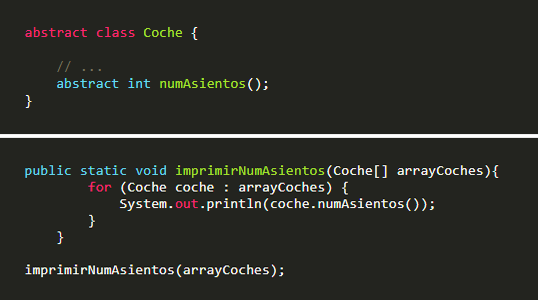 abstract class Coche {
    // ...
    abstract int numAsientos();
}
public static void imprimirNumAsientos(Coche[] arrayCoches){
        for (Coche coche : arrayCoches) {
            System.out.println(coche.numAsientos());
        }
    }
imprimirNumAsientos(arrayCoches);